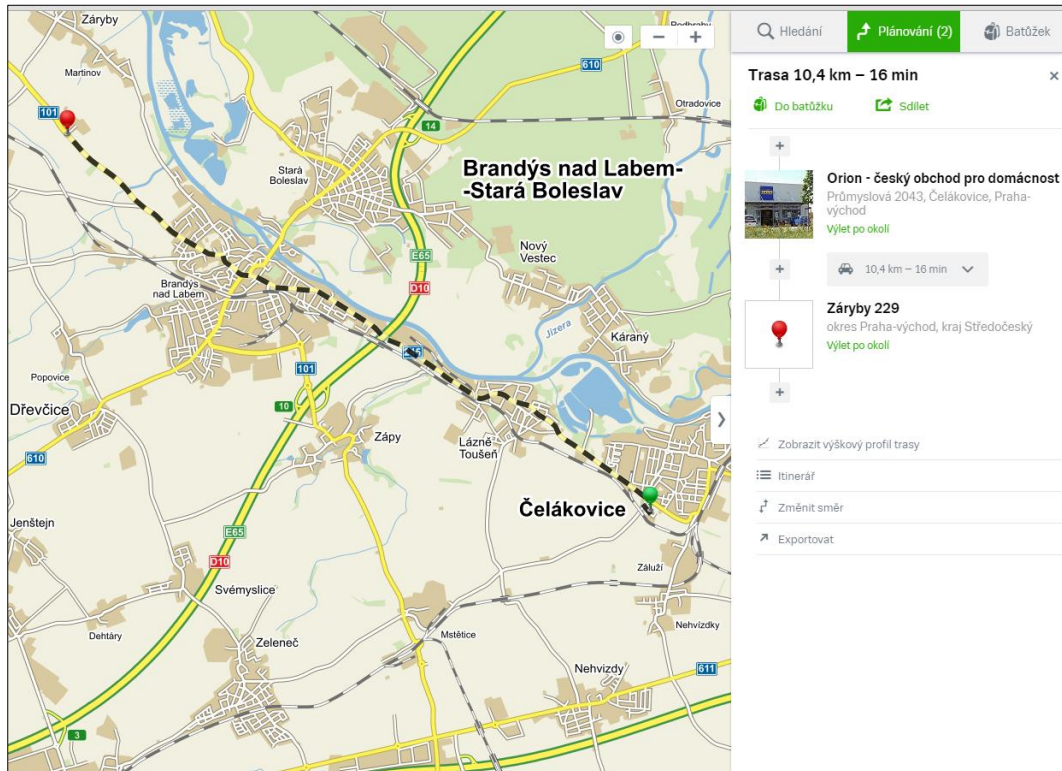 Záryby
Podbraby
610
Martinov
101
Otradovice
14
Brandýs nad Labem-
-Stará Boleslav
Stará
Boleslav
E65
D10
Nový
Vestec
Brandýs
nad Labem
Jizera
Káraný
101
Popovice
10
Dřevčice
Zápy
Lázně
Toušeň
610
Čelákovice
Jenštejn
E65
D10
Záluží
Svémyslice
Dehtáry
Zeleneč
Mstětice
Nehvízdky
Nehvizdy
611
3
Hledání
Plánování (2)
Batůžek
Trasa 10,4 km – 16 min
Do batůžku
Sdílet
Orion - český obchod pro domácnost
Průmyslová 2043, Čelákovice, Praha-
východ
Výlet po okolí
10,4 km – 16 min
Záryby 229
okres Praha-východ, kraj Středočeský
Výlet po okolí
Zobrazit výškový profil trasy
Itinerář
Změnit směr
Exportovat